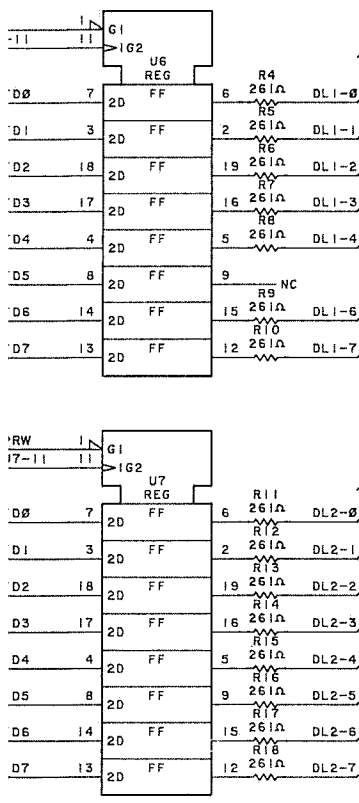 1 G1
-11 11 1G2
U6
REG
R4
D0 7 2D FF 6 261Ω DL1-0
R5
D1 3 2D FF 2 261Ω DL1-1
R6
D2 18 2D FF 19 261Ω DL1-2
R7
D3 17 2D FF 16 261Ω DL1-3
R8
D4 4 2D FF 5 261Ω DL1-4
D5 8 2D FF 9 NC
R9
D6 14 2D FF 15 261Ω DL1-6
R10
D7 13 2D FF 12 261Ω DL1-7
RW 1 G1
7-11 11 1G2
U7
REG
R11
D0 7 2D FF 6 261Ω DL2-0
R12
D1 3 2D FF 2 261Ω DL2-1
R13
D2 18 2D FF 19 261Ω DL2-2
R14
D3 17 2D FF 16 261Ω DL2-3
R15
D4 4 2D FF 5 261Ω DL2-4
R16
D5 8 2D FF 9 261Ω DL2-5
R17
D6 14 2D FF 15 261Ω DL2-6
R18
D7 13 2D FF 12 261Ω DL2-7